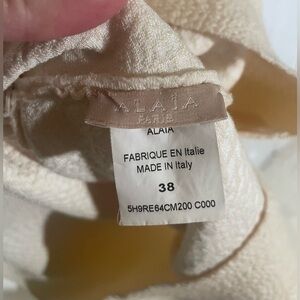 ALAÏA
PARIS
ALAIA
FABRIQUE EN Italie
MADE IN Italy
38
5H9RE64CM200 C000